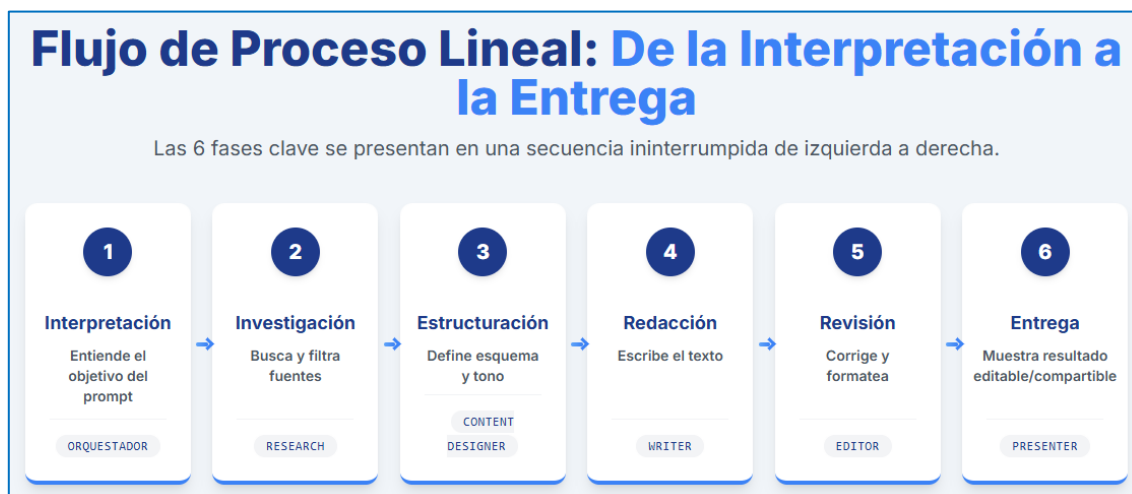 Flujo de Proceso Lineal: De la Interpretación a
la Entrega
Las 6 fases clave se presentan en una secuencia ininterrumpida de izquierda a derecha.
1
Interpretación
Entiende el
objetivo del
prompt
ORQUESTADOR
2
Investigación
Busca y filtra
fuentes
RESEARCH
3
Estructuración
Define esquema
y tono
CONTENT
DESIGNER
4
Redacción
Escribe el texto
WRITER
5
Revisión
Corrige y
formatea
EDITOR
6
Entrega
Muestra resultado
editable/compartible
PRESENTER